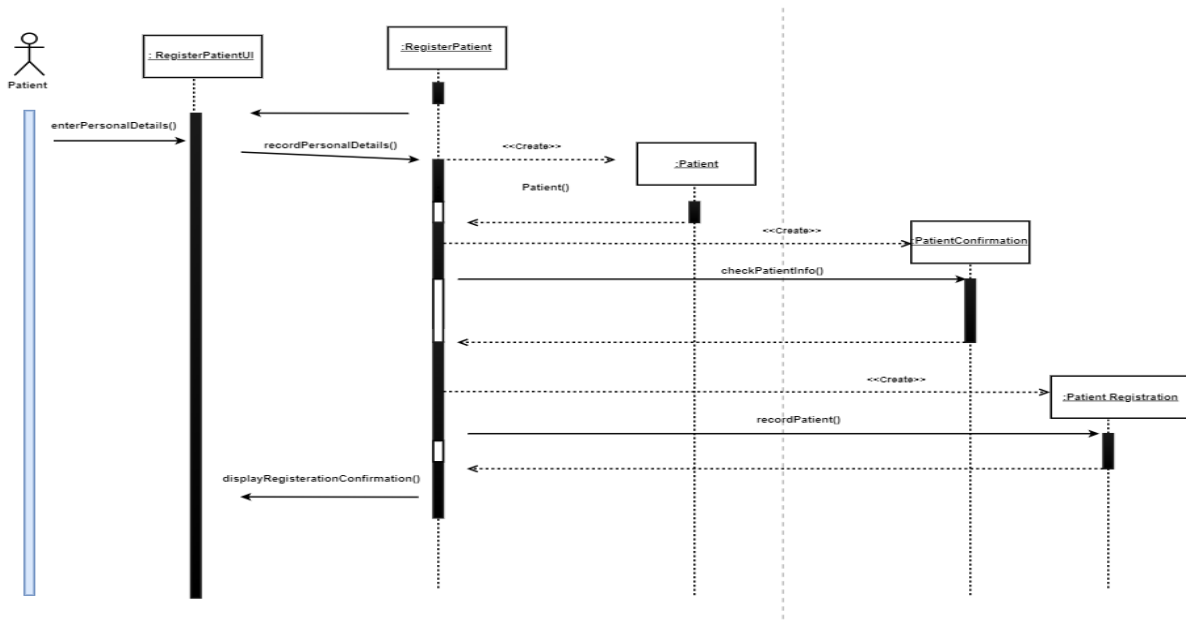 :RegisterPatient
: RegisterPatientUI
Patient
enterPersonalDetails()
recordPersonalDetails()
<<Create>>
:Patient
Patient()
<<Create>>
:PatientConfirmation
checkPatientInfo()
<<Create>>
:Patient Registration
recordPatient()
displayRegisterationConfirmation()